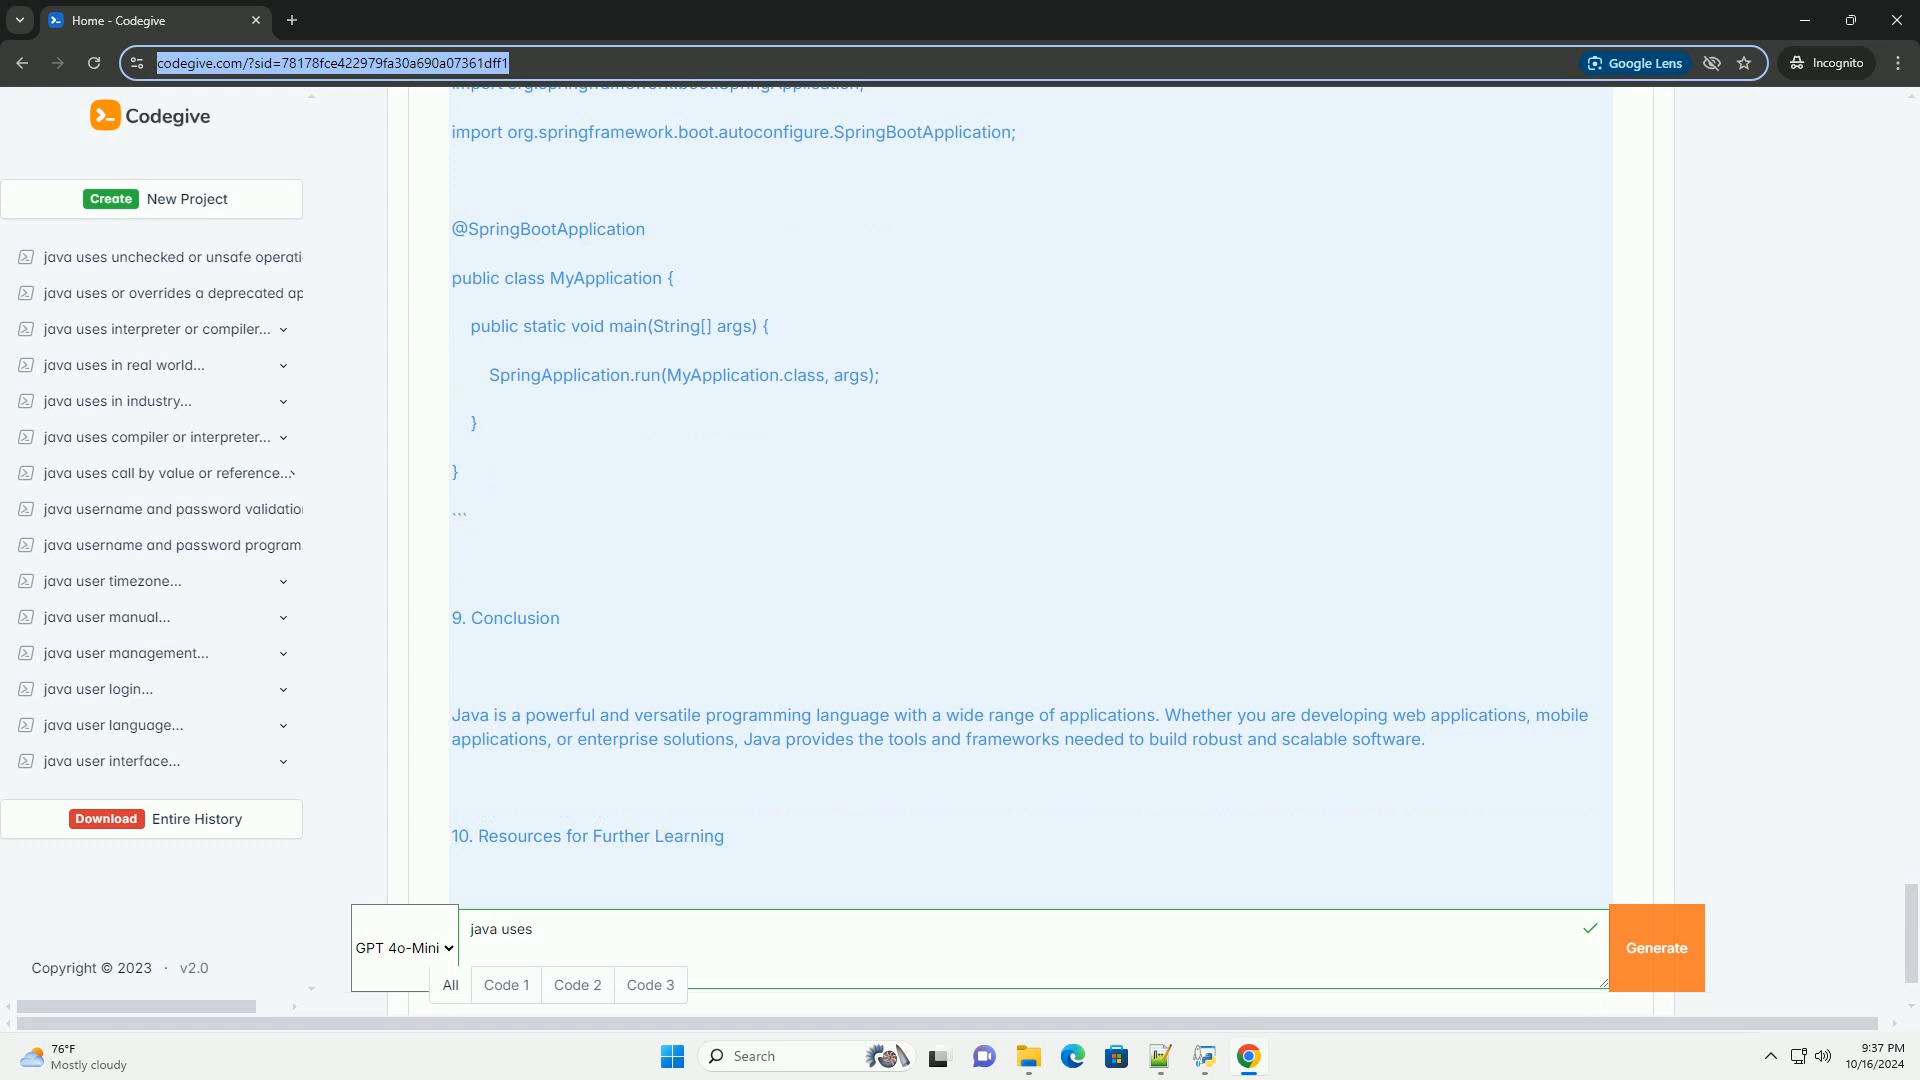 Home - Codegive
codegive.com/?sid=78178fce422979fa30a690a07361dff1
Google Lens
Incognito
Codegive
Create New Project
java uses unchecked or unsafe operati
java uses or overrides a deprecated ap
java uses interpreter or compiler...
java uses in real world...
java uses in industry...
java uses compiler or interpreter...
java uses call by value or reference...
java username and password validatio
java username and password program
java user timezone...
java user manual...
java user management...
java user login...
java user language...
java user interface...
Download Entire History
Copyright © 2023 · v2.0
import org.springframework.boot.SpringApplication;
import org.springframework.boot.autoconfigure.SpringBootApplication;
@SpringBootApplication
public class MyApplication {
public static void main(String[] args) {
SpringApplication.run(MyApplication.class, args);
}
}
```
9. Conclusion
Java is a powerful and versatile programming language with a wide range of applications. Whether you are developing web applications, mobile
applications, or enterprise solutions, Java provides the tools and frameworks needed to build robust and scalable software.
10. Resources for Further Learning
GPT 4o-Mini
java uses
Generate
All Code 1 Code 2 Code 3
76°F
Mostly cloudy
Search
9:37 PM
10/16/2024